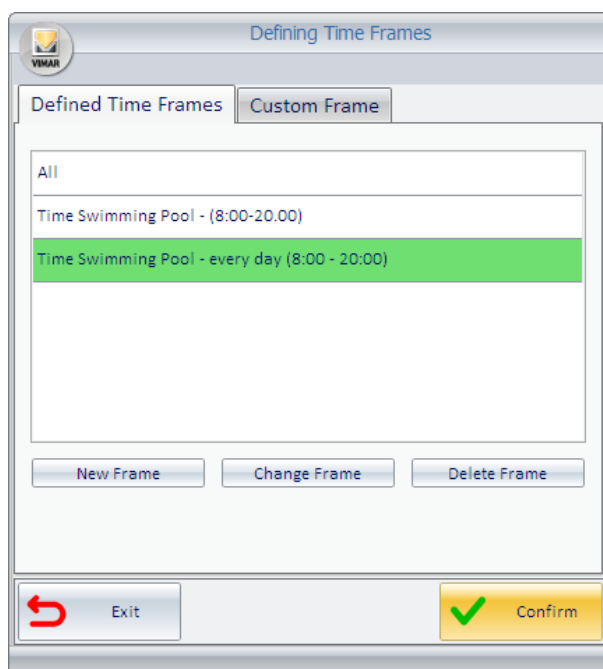 Defining Time Frames
VIMAR
Defined Time Frames
Custom Frame
All
Time Swimming Pool - (8:00-20.00)
Time Swimming Pool - every day (8:00 - 20:00)
New Frame
Change Frame
Delete Frame
Exit
Confirm